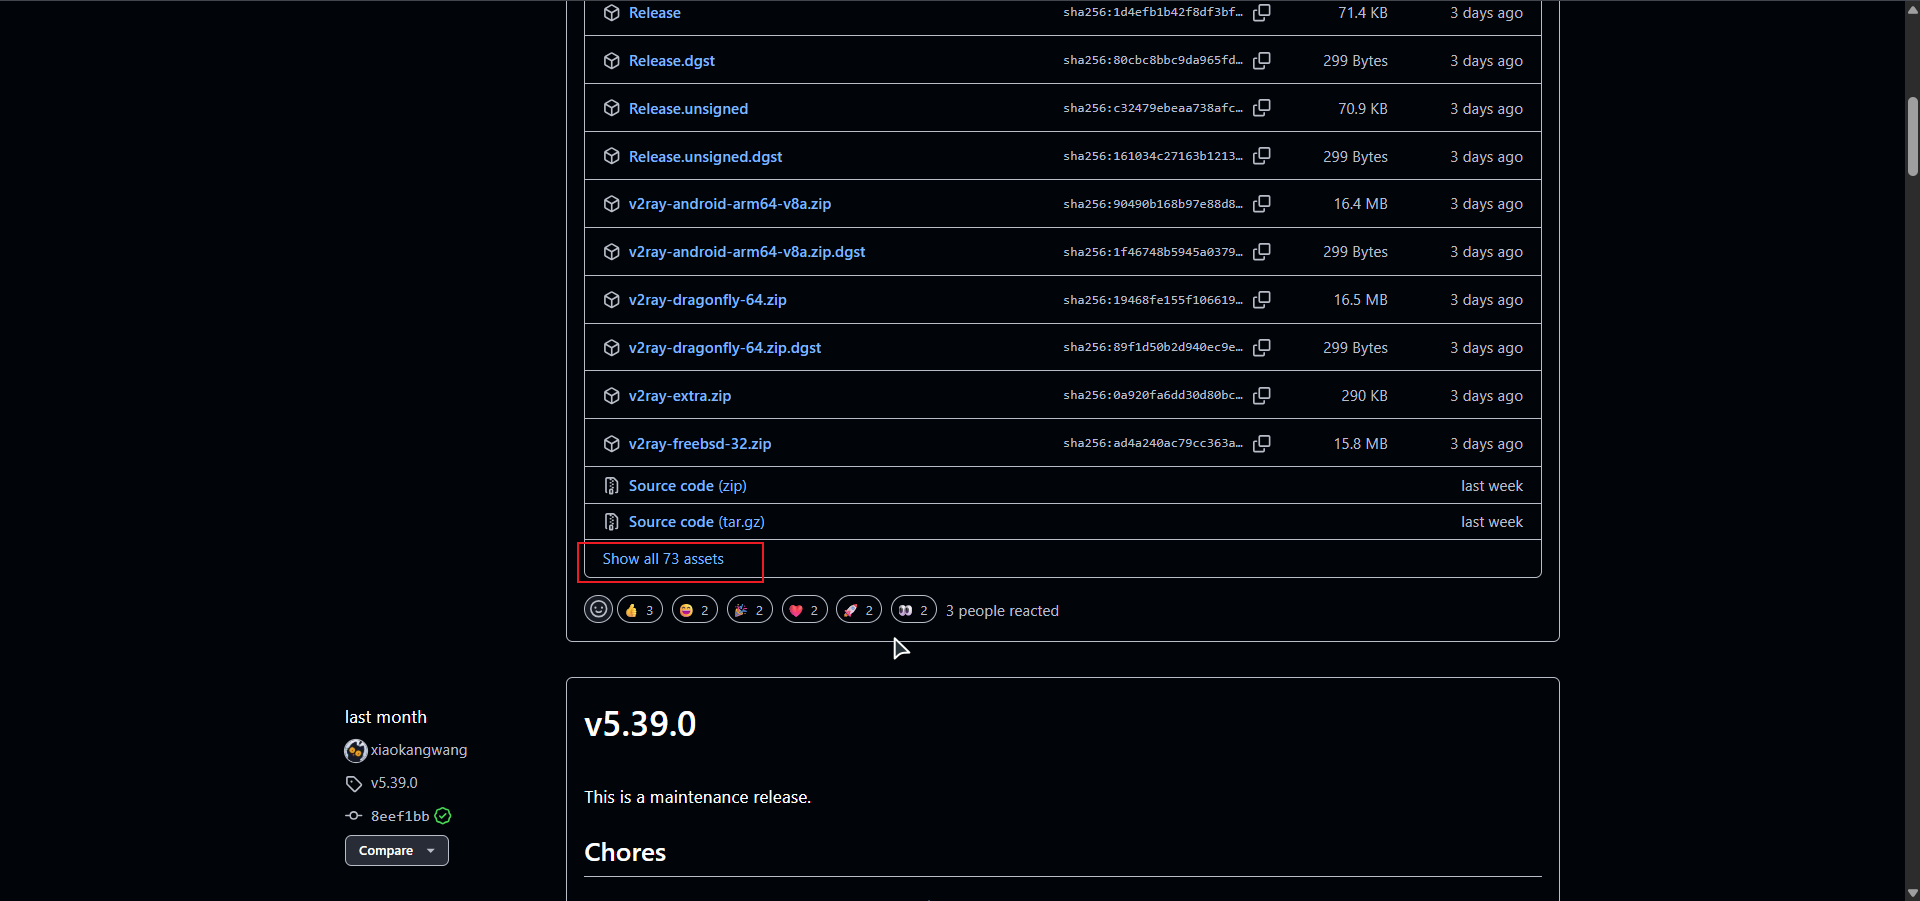 Release sha256:1d4efb1b42f8df3bf… 71.4 KB 3 days ago
Release.dgst sha256:80cbc8bbc9da965fd… 299 Bytes 3 days ago
Release.unsigned sha256:c32479ebeaa738afc… 70.9 KB 3 days ago
Release.unsigned.dgst sha256:161034c27163b1213… 299 Bytes 3 days ago
v2ray-android-arm64-v8a.zip sha256:90490b168b97e88d8… 16.4 MB 3 days ago
v2ray-android-arm64-v8a.zip.dgst sha256:1f46748b5945a0379… 299 Bytes 3 days ago
v2ray-dragonfly-64.zip sha256:19468fe155f106619… 16.5 MB 3 days ago
v2ray-dragonfly-64.zip.dgst sha256:89f1d50b2d940ec9e… 299 Bytes 3 days ago
v2ray-extra.zip sha256:0a920fa6dd30d80bc… 290 KB 3 days ago
v2ray-freebsd-32.zip sha256:ad4a240ac79cc363a… 15.8 MB 3 days ago
Source code (zip) last week
Source code (tar.gz) last week
Show all 73 assets
👍 3 😄 2 🎉 2 ❤️ 2 🚀 2 👀 2 3 people reacted
last month
xiaokangwang
v5.39.0
8eef1bb
Compare
v5.39.0
This is a maintenance release.
Chores